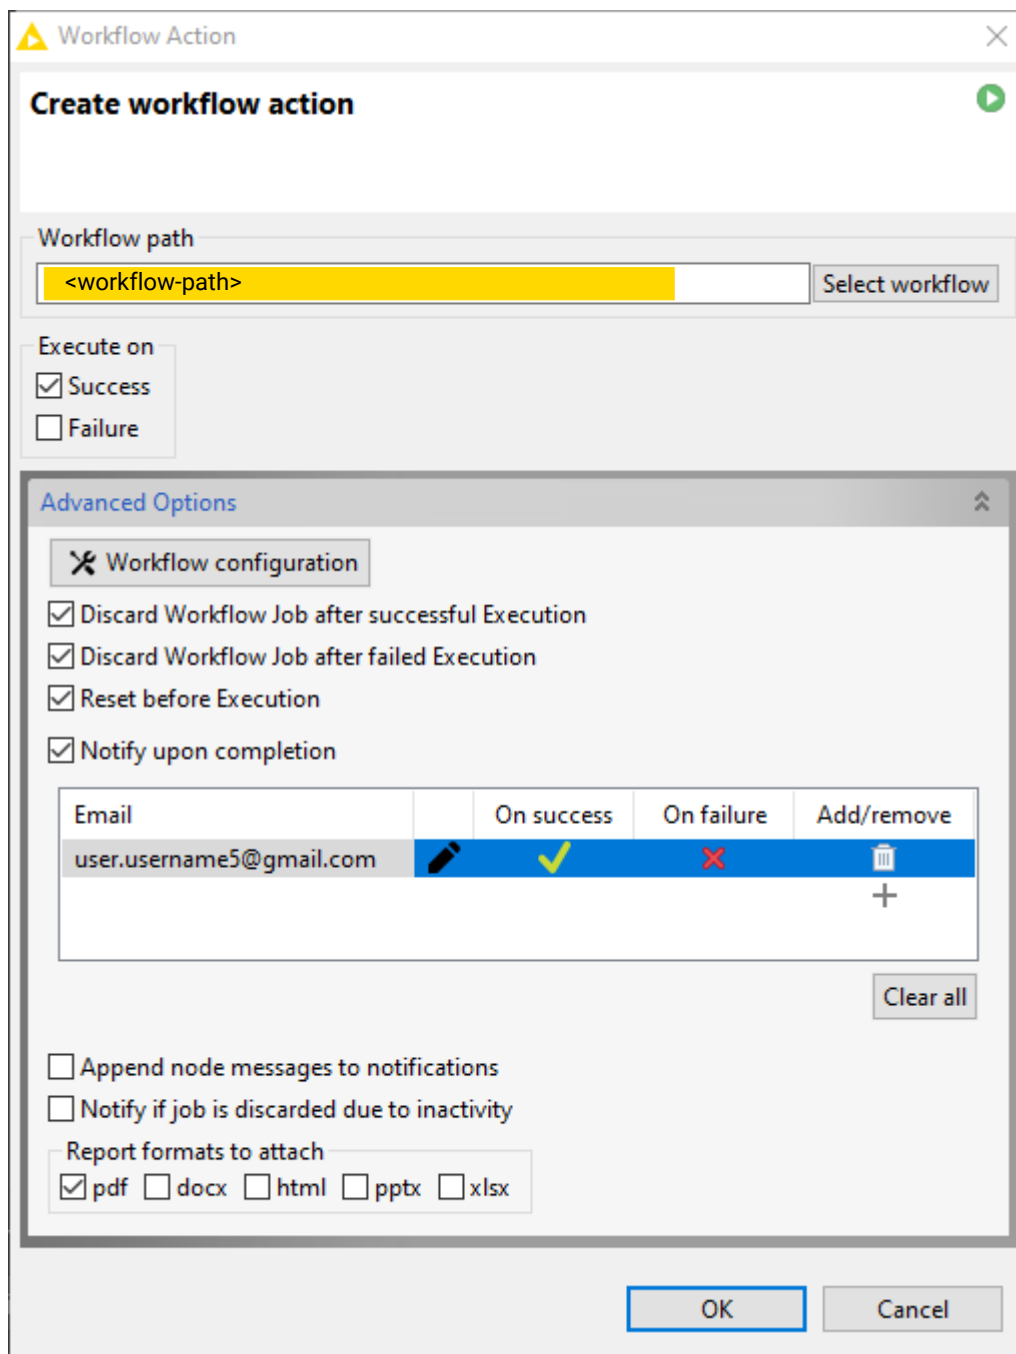 Workflow Action
Create workflow action
Workflow path
<workflow-path> Select workflow
Execute on
Success
Failure
Advanced Options
Workflow configuration
Discard Workflow Job after successful Execution
Discard Workflow Job after failed Execution
Reset before Execution
Notify upon completion
Email On success On failure Add/remove
user.username5@gmail.com
Clear all
Append node messages to notifications
Notify if job is discarded due to inactivity
Report formats to attach
pdf docx html pptx xlsx
OK Cancel